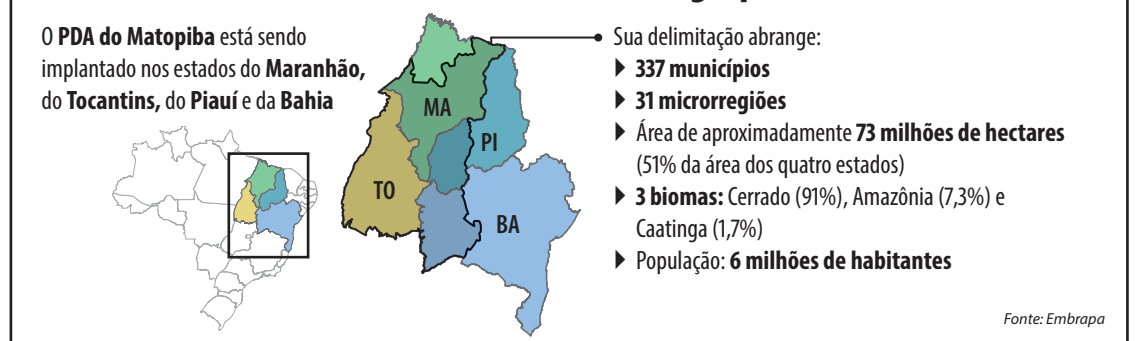 O PDA do Matopiba está sendo
implantado nos estados do Maranhão,
do Tocantins, do Piauí e da Bahia
MA
PI
TO
BA
Sua delimitação abrange:
337 municípios
31 microrregiões
Área de aproximadamente 73 milhões de hectares
(51% da área dos quatro estados)
3 biomas: Cerrado (91%), Amazônia (7,3%) e
Caatinga (1,7%)
População: 6 milhões de habitantes
Fonte: Embrapa